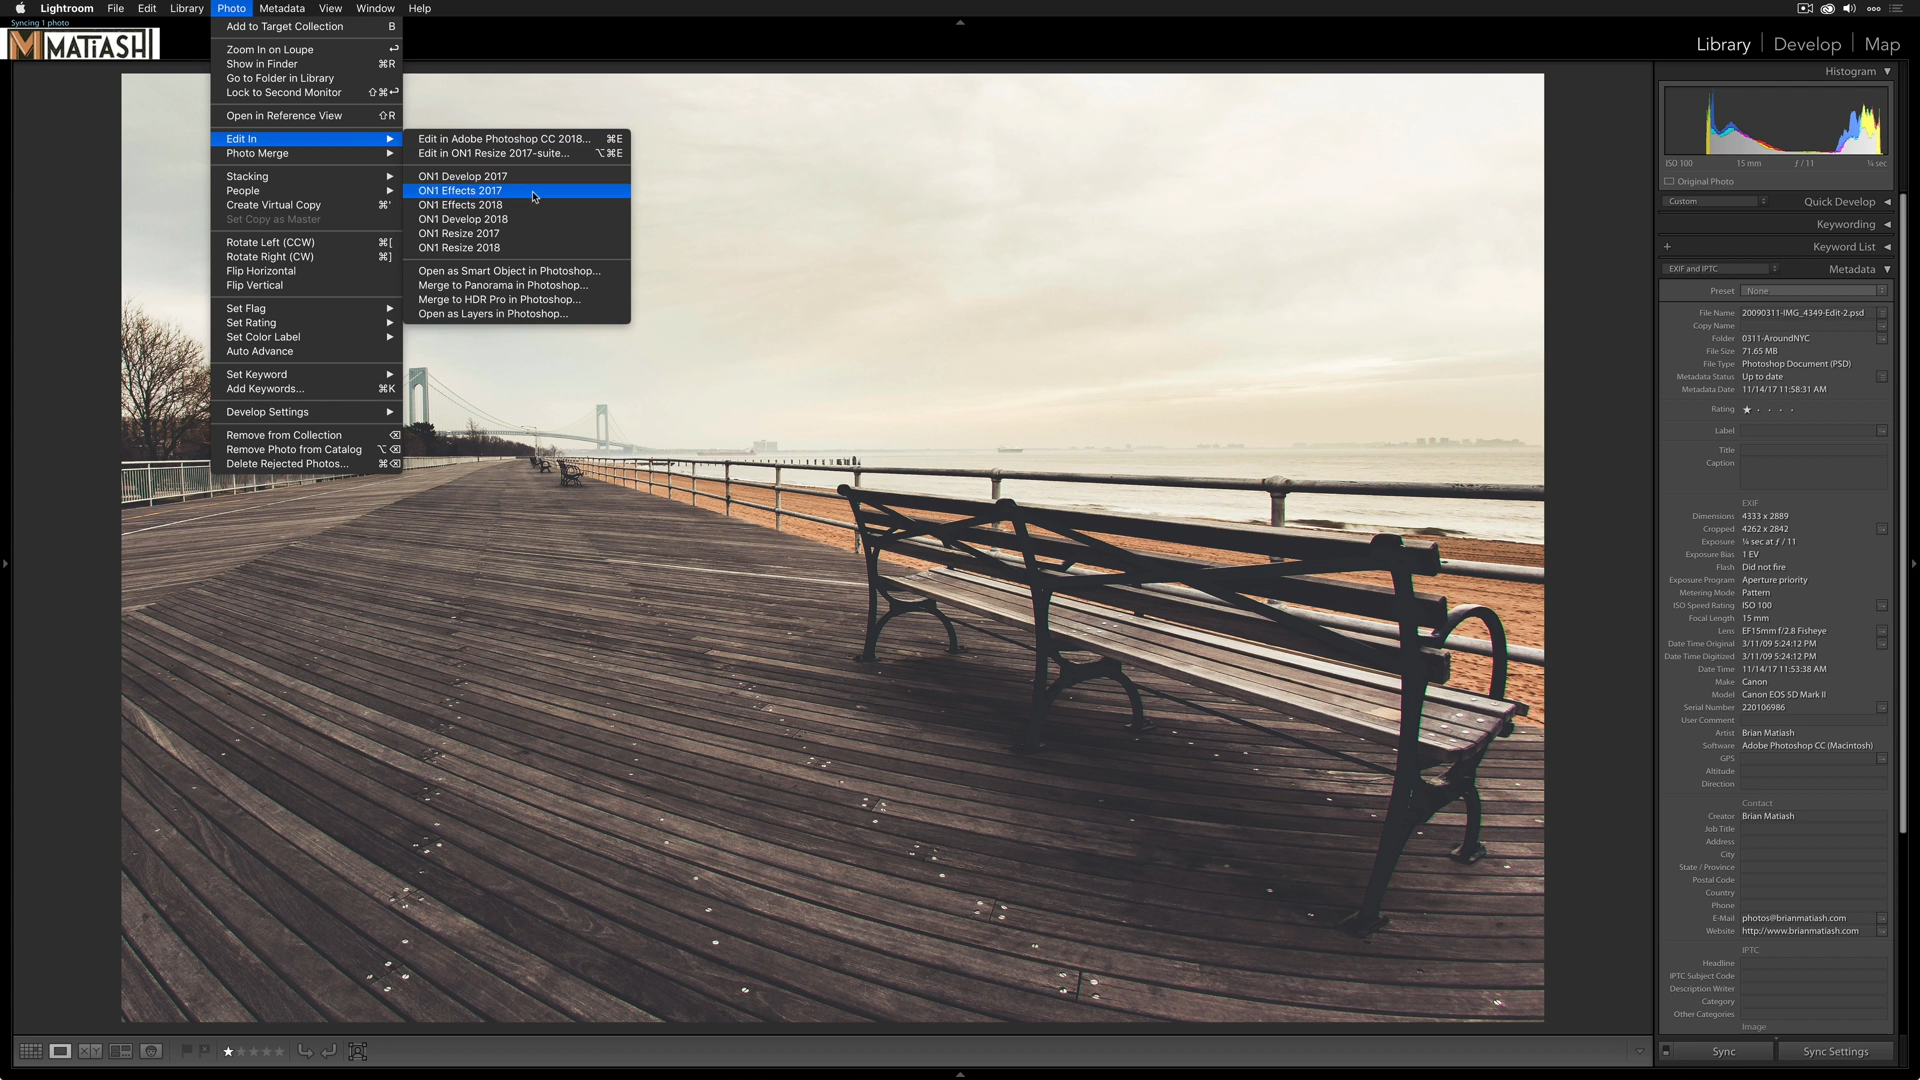 Lightroom File Edit Library Photo Metadata View Window Help
Syncing 1 photo
MATIASH
Library Develop Map
Add to Target Collection B
Zoom In on Loupe ↩
Show in Finder ⌘R
Go to Folder in Library
Lock to Second Monitor ⇧⌘↩
Open in Reference View ⇧R
Edit In
Photo Merge
Stacking
People
Create Virtual Copy ⌘'
Set Copy as Master
Rotate Left (CCW) ⌘[
Rotate Right (CW) ⌘]
Flip Horizontal
Flip Vertical
Set Flag
Set Rating
Set Color Label
Auto Advance
Set Keyword
Add Keywords... ⌘K
Develop Settings
Remove from Collection ⌫
Remove Photo from Catalog ⌥⌫
Delete Rejected Photos... ⌘⌫
Edit in Adobe Photoshop CC 2018... ⌘E
Edit in ON1 Resize 2017-suite... ⌥⌘E
ON1 Develop 2017
ON1 Effects 2017
ON1 Effects 2018
ON1 Develop 2018
ON1 Resize 2017
ON1 Resize 2018
Open as Smart Object in Photoshop...
Merge to Panorama in Photoshop...
Merge to HDR Pro in Photoshop...
Open as Layers in Photoshop...
Histogram
ISO 100 15 mm ƒ / 11 ¼ sec
Original Photo
Custom Quick Develop
Keywording
+ Keyword List
EXIF and IPTC Metadata
Preset None
File Name 20090311-IMG_4349-Edit-2.psd
Copy Name
Folder 0311-AroundNYC
File Size 71.65 MB
File Type Photoshop Document (PSD)
Metadata Status Up to date
Metadata Date 11/14/17 11:58:31 AM
Rating ★ · · · ·
Label
Title
Caption
EXIF
Dimensions 4333 x 2889
Cropped 4262 x 2842
Exposure ¼ sec at ƒ / 11
Exposure Bias 1 EV
Flash Did not fire
Exposure Program Aperture priority
Metering Mode Pattern
ISO Speed Rating ISO 100
Focal Length 15 mm
Lens EF15mm f/2.8 Fisheye
Date Time Original 3/11/09 5:24:12 PM
Date Time Digitized 3/11/09 5:24:12 PM
Date Time 11/14/17 11:53:38 AM
Make Canon
Model Canon EOS 5D Mark II
Serial Number 220106986
User Comment
Artist Brian Matiash
Software Adobe Photoshop CC (Macintosh)
GPS
Altitude
Direction
Contact
Creator Brian Matiash
Job Title
Address
City
State / Province
Postal Code
Country
Phone
E-Mail photos@brianmatiash.com
Website http://www.brianmatiash.com
IPTC
Headline
IPTC Subject Code
Description Writer
Category
Other Categories
Image
Sync Sync Settings